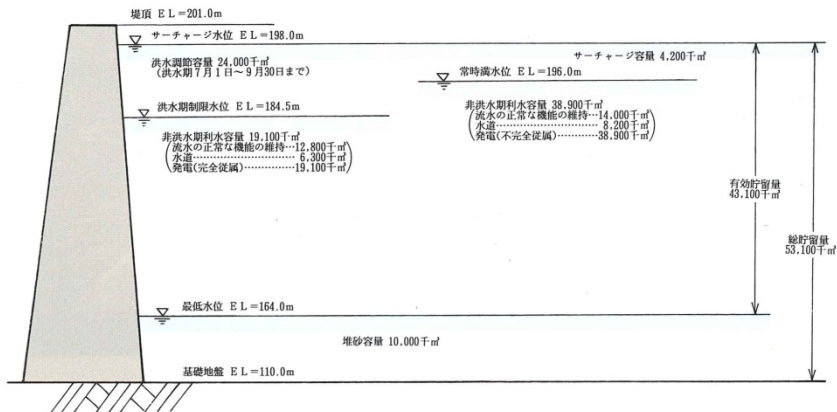 堤頂 EL=201.0m
サーチャージ水位 EL=198.0m
洪水調節容量 24,000千㎥
(洪水期7月1日~9月30日まで)
サーチャージ容量 4,200千㎥
常時満水位 EL=196.0m
洪水期制限水位 EL=184.5m
非洪水期利水容量 38.900千㎥
流水の正常な機能の維持…14.000千㎥
水道…………………………… 8.200千㎥
発電(不完全従属)…………38.900千㎥
非洪水期利水容量 19.100千㎥
流水の正常な機能の維持…12.800千㎥
水道…………………………… 6.300千㎥
発電(完全従属)……………19.100千㎥
有効貯留量
43.100千㎥
総貯留量
53.100千㎥
最低水位 EL=164.0m
堆砂容量 10.000千㎥
基礎地盤 EL=110.0m